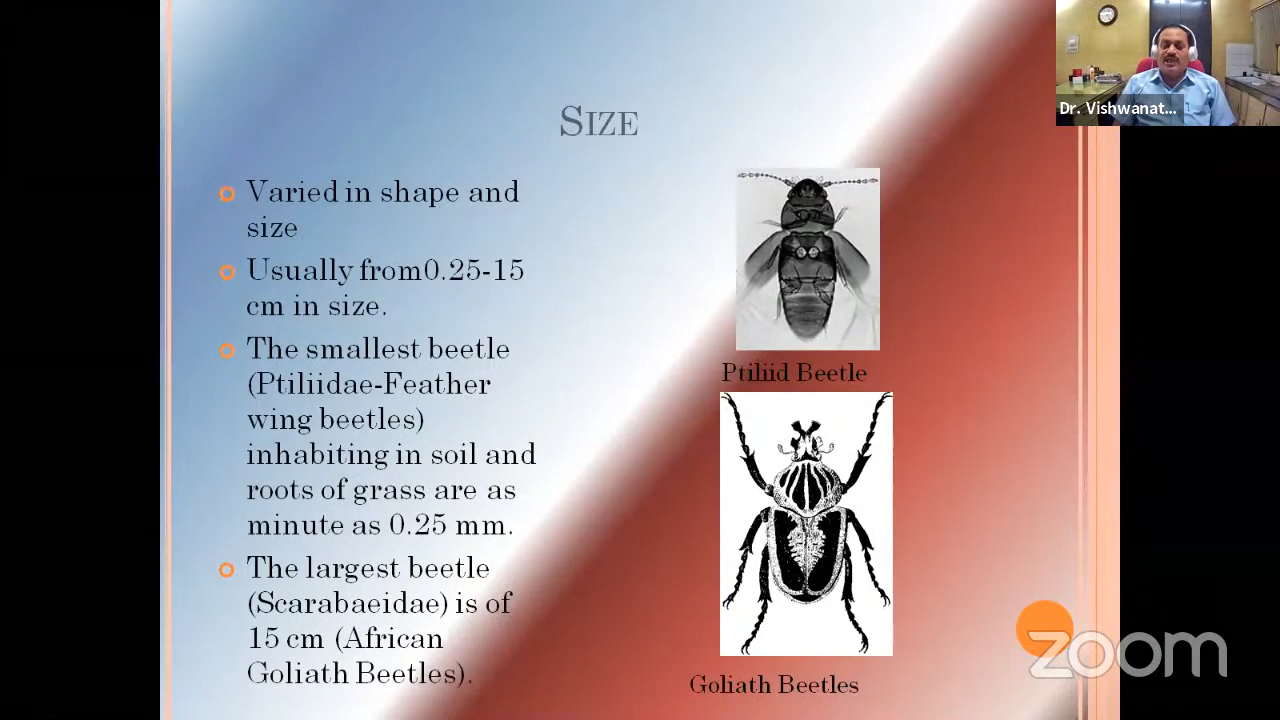 SIZE
Varied in shape and
size
Usually from0.25-15
cm in size.
The smallest beetle
(Ptiliidae-Feather
wing beetles)
inhabiting in soil and
roots of grass are as
minute as 0.25 mm.
The largest beetle
(Scarabaeidae) is of
15 cm (African
Goliath Beetles).
Ptiliid Beetle
Goliath Beetles
Dr. Vishwanat...
zoom